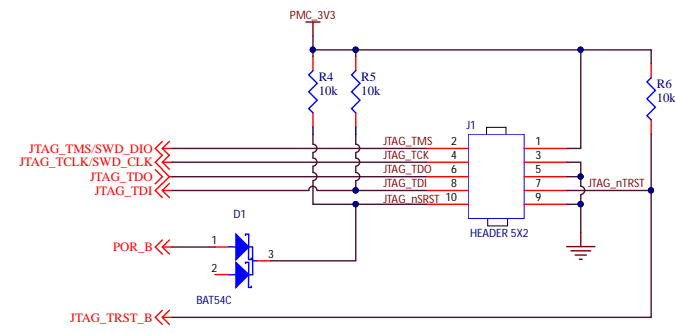 PMC_3V3
R4
10k
R5
10k
R6
10k
J1
JTAG_TMS/SWD_DIO
JTAG_TMS
2
1
JTAG_TCLK/SWD_CLK
JTAG_TCK
4
3
JTAG_TDO
JTAG_TDO
6
5
JTAG_TDI
JTAG_TDI
8
7
JTAG_nTRST
JTAG_nSRST
10
9
HEADER 5X2
D1
POR_B
1
2
3
BAT54C
JTAG_TRST_B